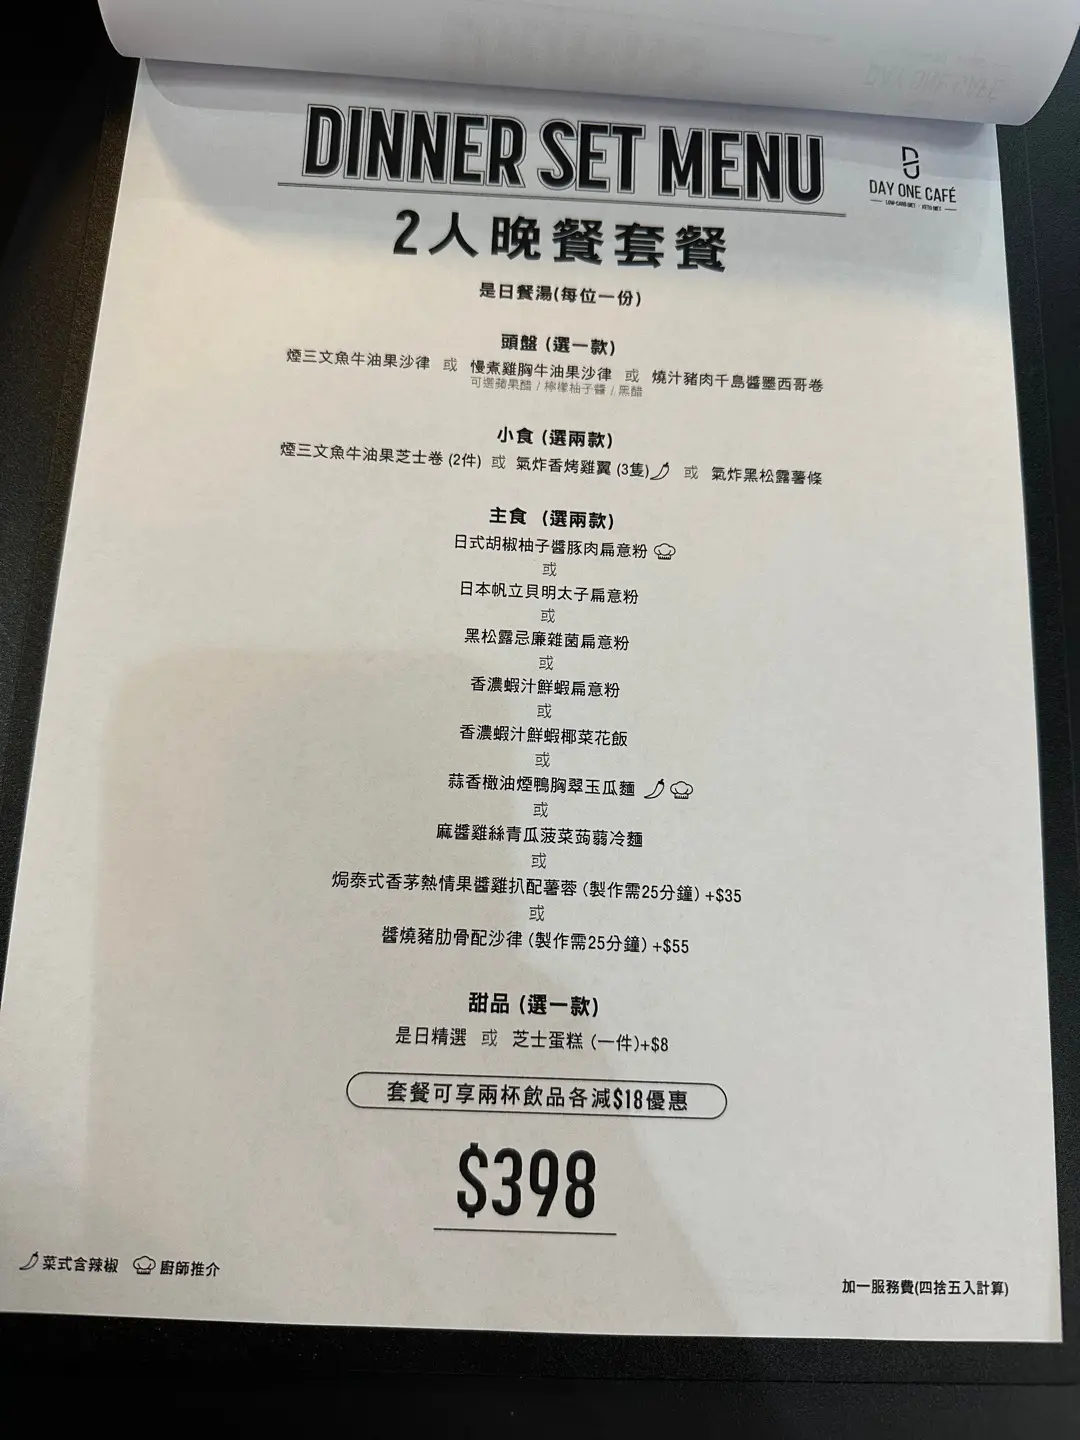 DINNER SET MENU
DAY ONE CAFÉ
LOW-CARB DIET · KETO DIET
2人晚餐套餐
是日餐湯(每位一份)
頭盤 (選一款)
煙三文魚牛油果沙律 或 慢煮雞胸牛油果沙律 或 燒汁豬肉千島醬墨西哥卷
可選蘋果醋 / 檸檬柚子醬 / 黑醋
小食 (選兩款)
煙三文魚牛油果芝士卷 (2件) 或 氣炸香烤雞翼 (3隻) 或 氣炸黑松露薯條
主食 (選兩款)
日式胡椒柚子醬豚肉扁意粉
或
日本帆立貝明太子扁意粉
或
黑松露忌廉雜菌扁意粉
或
香濃蝦汁鮮蝦扁意粉
或
香濃蝦汁鮮蝦椰菜花飯
或
蒜香橄油煙鴨胸翠玉瓜麵
或
麻醬雞絲青瓜菠菜蒟蒻冷麵
或
焗泰式香茅熱情果醬雞扒配薯蓉 (製作需25分鐘) +$35
或
醬燒豬肋骨配沙律 (製作需25分鐘) +$55
甜品 (選一款)
是日精選 或 芝士蛋糕 (一件)+$8
套餐可享兩杯飲品各減$18優惠
$398
菜式含辣椒 廚師推介
加一服務費(四捨五入計算)